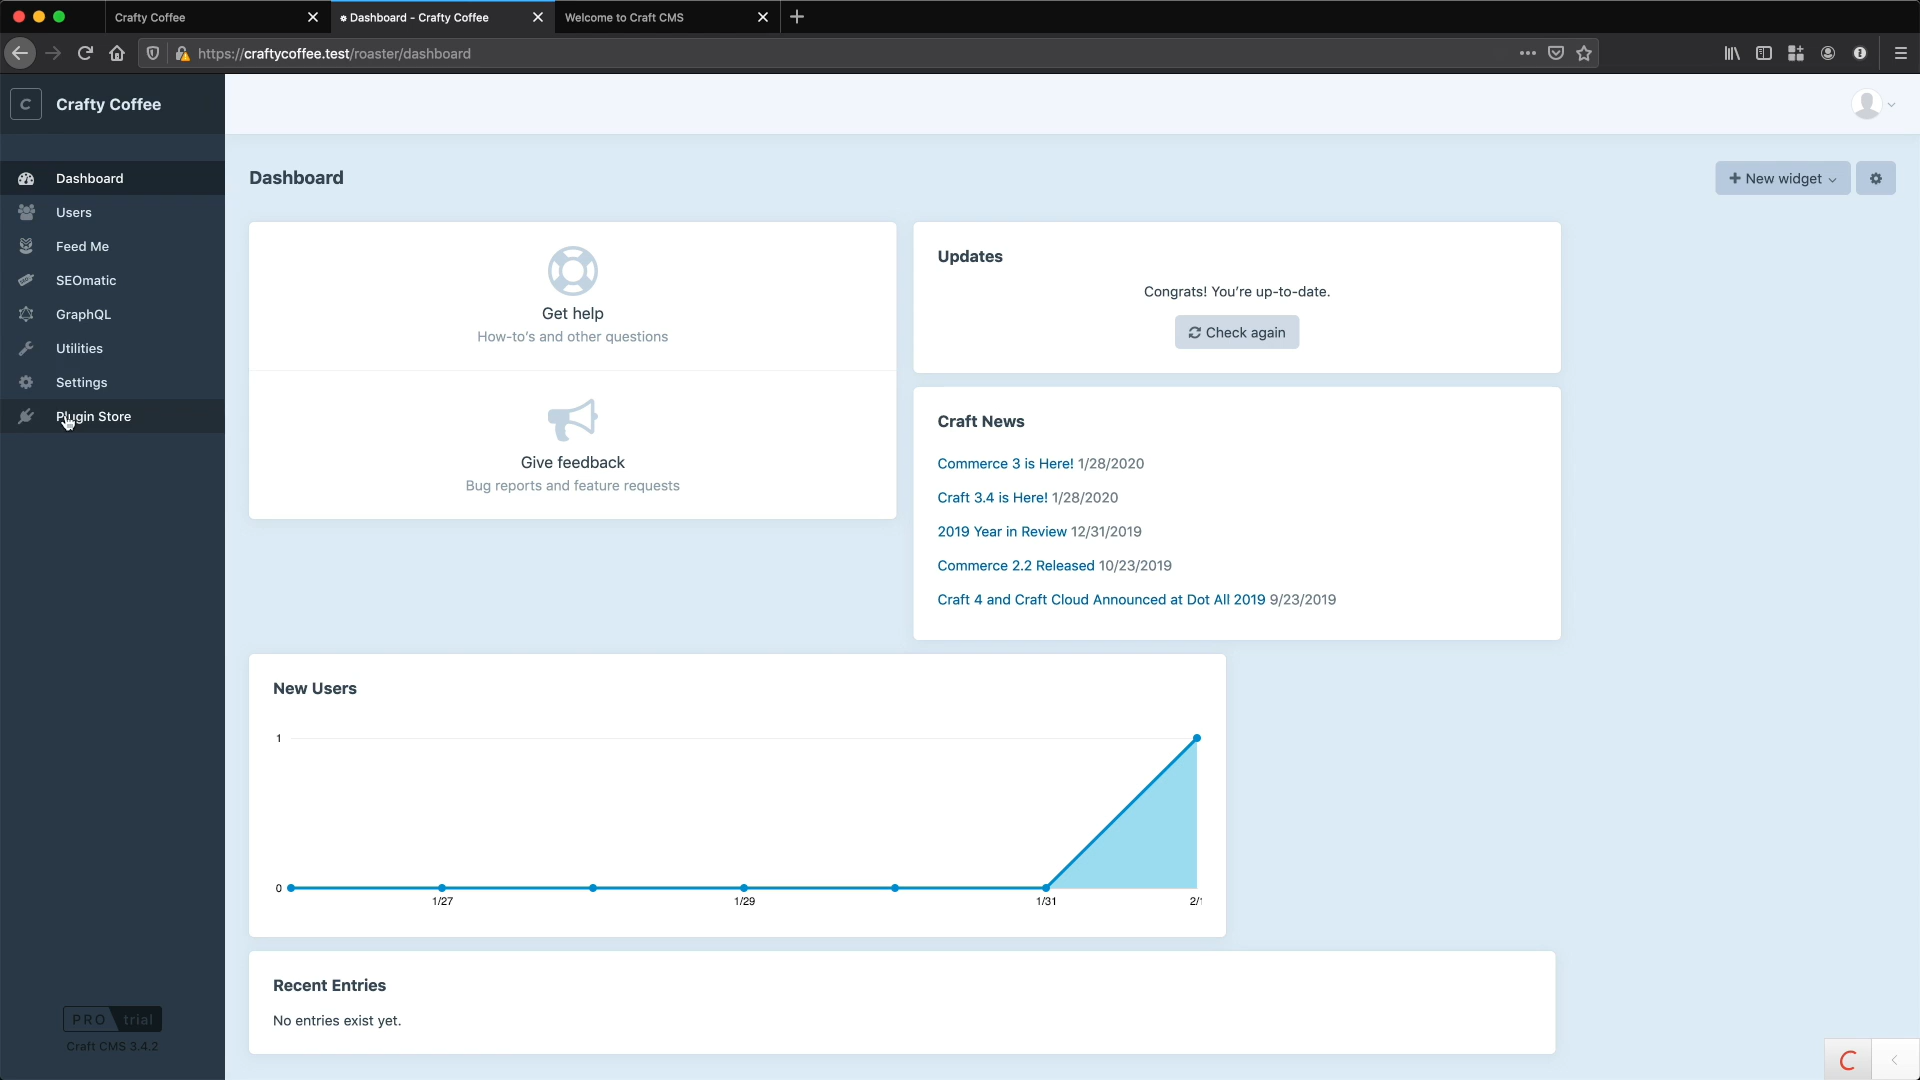 Crafty Coffee
Dashboard - Crafty Coffee
Welcome to Craft CMS
https://craftycoffee.test/roaster/dashboard
C
Crafty Coffee
Dashboard
Users
Feed Me
SEOmatic
GraphQL
Utilities
Settings
Plugin Store
PRO trial
Craft CMS 3.4.2
Dashboard
+ New widget
Get help
How-to's and other questions
Give feedback
Bug reports and feature requests
Updates
Congrats! You're up-to-date.
Check again
Craft News
Commerce 3 is Here! 1/28/2020
Craft 3.4 is Here! 1/28/2020
2019 Year in Review 12/31/2019
Commerce 2.2 Released 10/23/2019
Craft 4 and Craft Cloud Announced at Dot All 2019 9/23/2019
New Users
1
0
1/27
1/29
1/31
2/1
Recent Entries
No entries exist yet.
C